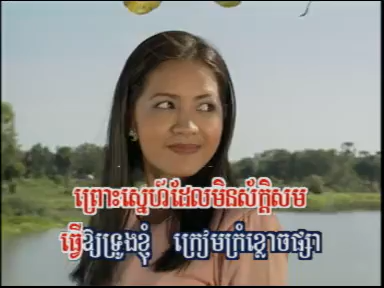 ព្រោះស្នេហ៍ដែលមិនស័ក្តិសម
ធ្វើឱ្យទ្រូងខ្ញុំ ក្រៀមក្រំខ្លោចផ្សា